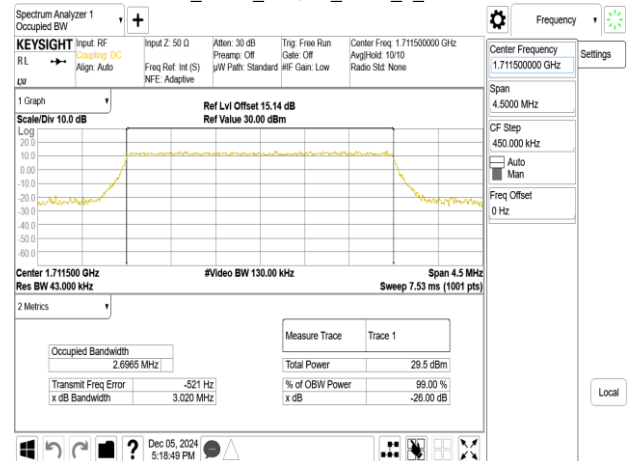 Spectrum Analyzer 1
Occupied BW
Frequency
KEYSIGHT
RL
LXI
Input: RF
Coupling: DC
Align: Auto
Input Z: 50 Ω
Freq Ref: Int (S)
NFE: Adaptive
Atten: 30 dB
Preamp: Off
µW Path: Standard
Trig: Free Run
Gate: Off
#IF Gain: Low
Center Freq: 1.711500000 GHz
Avg|Hold: 10/10
Radio Std: None
Center Frequency
1.711500000 GHz
Settings
Span
4.5000 MHz
CF Step
450.000 kHz
Auto
Man
Freq Offset
0 Hz
Local
1 Graph
Ref Lvl Offset 15.14 dB
Scale/Div 10.0 dB
Ref Value 30.00 dBm
Log
20.0
10.0
0.00
-10.0
-20.0
-30.0
-40.0
-50.0
-60.0
Center 1.711500 GHz
#Video BW 130.00 kHz
Span 4.5 MHz
Res BW 43.000 kHz
Sweep 7.53 ms (1001 pts)
2 Metrics
Measure Trace
Trace 1
Occupied Bandwidth
2.6965 MHz
Total Power
29.5 dBm
Transmit Freq Error
-521 Hz
% of OBW Power
99.00 %
x dB Bandwidth
3.020 MHz
x dB
-26.00 dB
?
Dec 05, 2024
5:18:49 PM